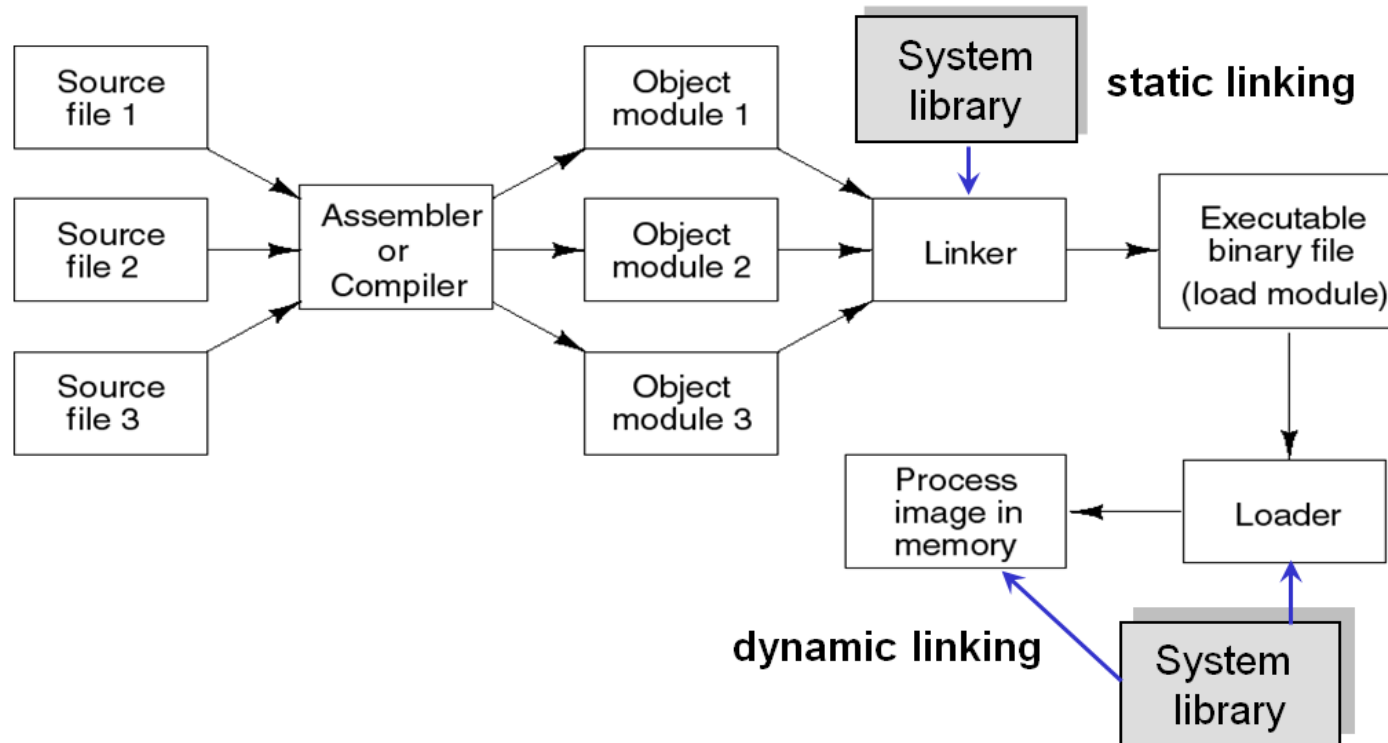 Source
file 1
Object
module 1
System
library
static linking
Source
file 2
Assembler
or
Compiler
Object
module 2
Linker
Executable
binary file
(load module)
Source
file 3
Object
module 3
Process
image in
memory
Loader
dynamic linking
System
library